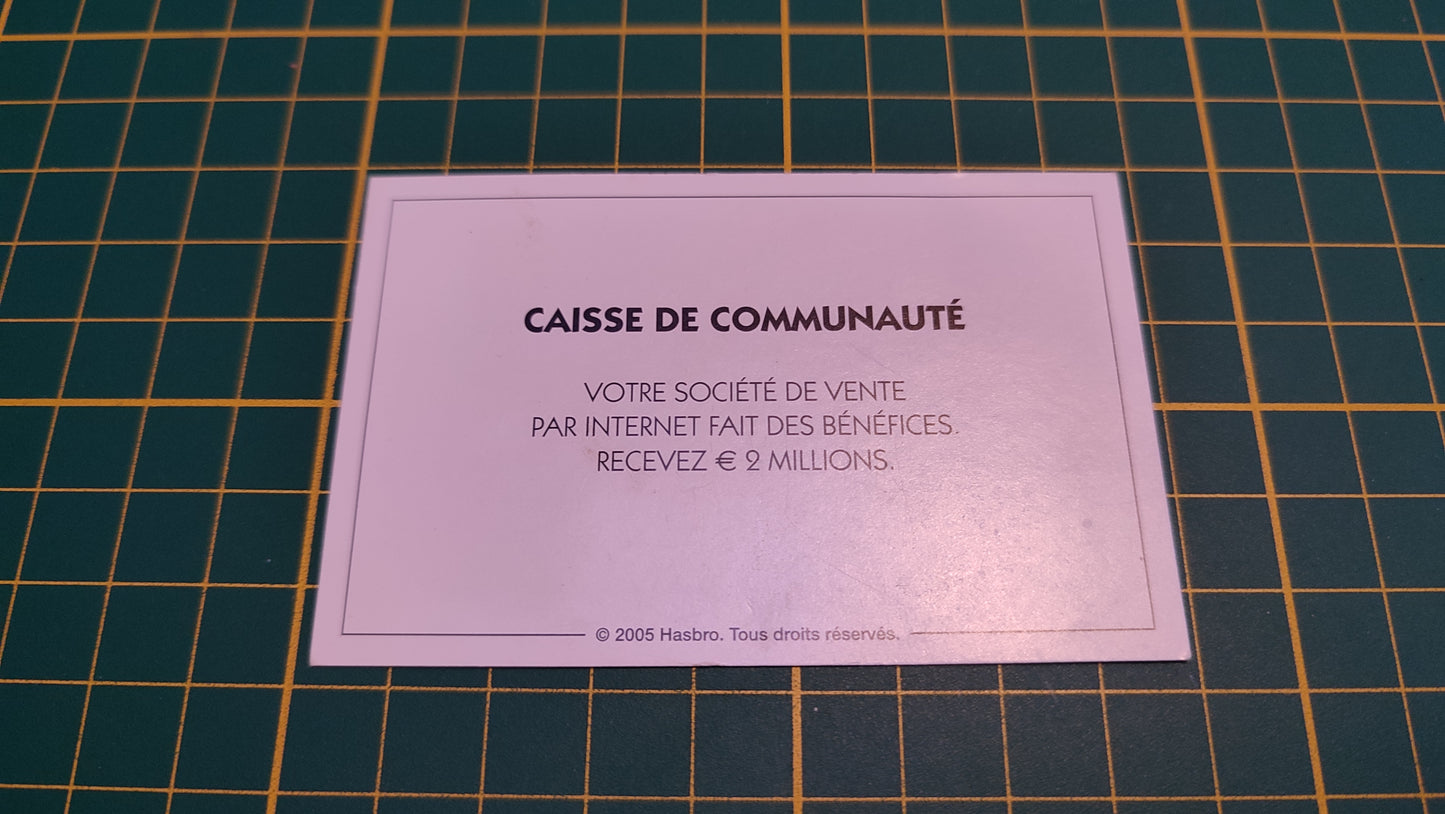 CAISSE DE COMMUNAUTÉ
VOTRE SOCIÉTÉ DE VENTE
PAR INTERNET FAIT DES BÉNÉFICES.
RECEVEZ € 2 MILLIONS.
© 2005 Hasbro. Tous droits réservés.